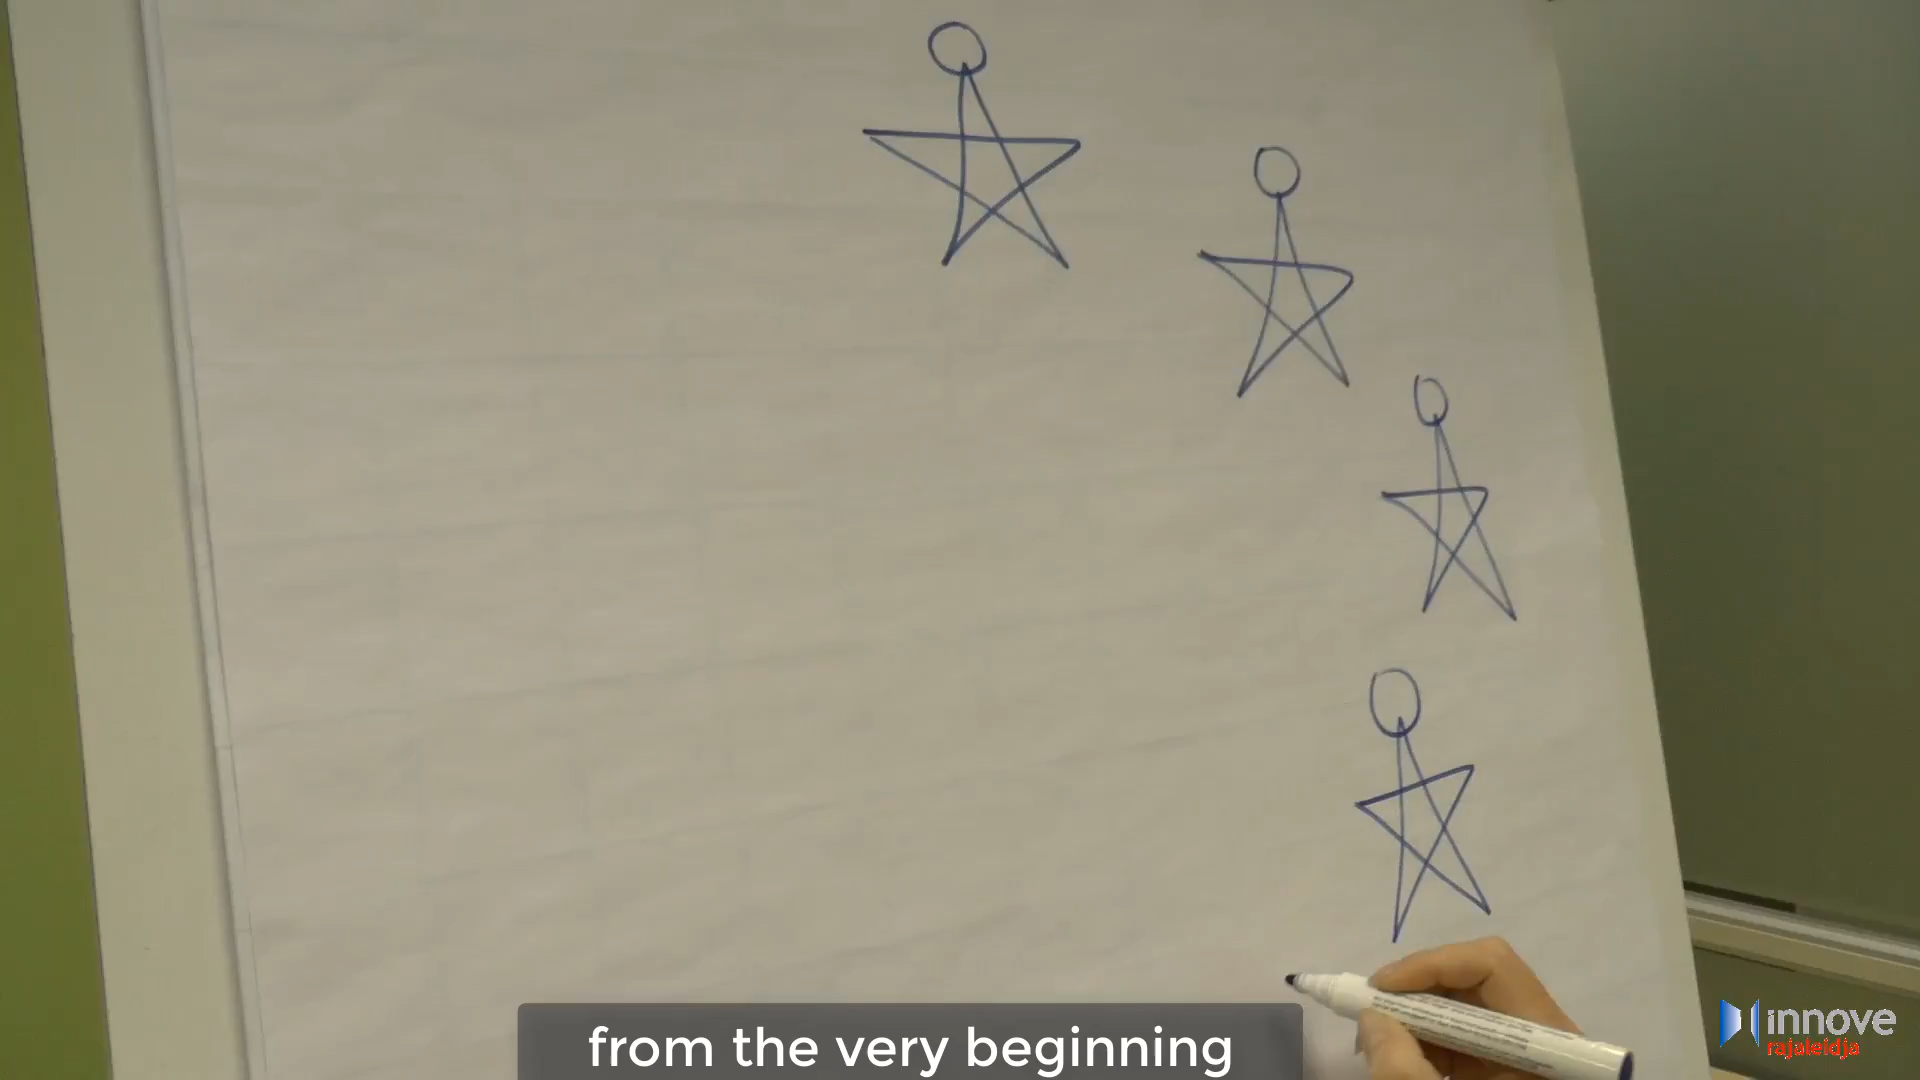 from the very beginning
innove
rajaleidja